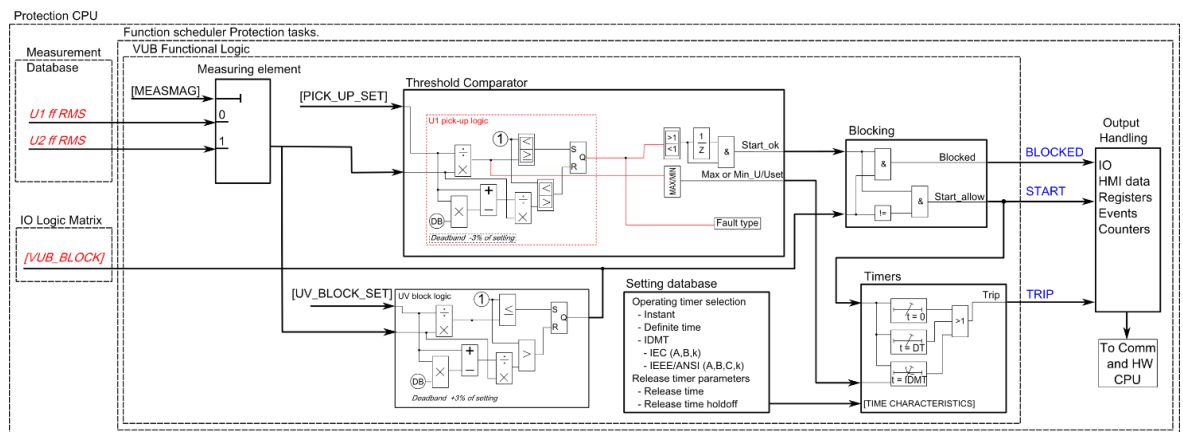 Protection CPU
Function scheduler Protection tasks.
VUB Functional Logic
Measurement
Database
Measuring element
[MEASMAG]
U1 ff RMS
0
U2 ff RMS
1
Threshold Comparator
[PICK_UP_SET]
U1 pick-up logic
1
<
>
÷
×
S
Q
R
+
−
<
>
÷
×
DB
×
Deadband -3% of setting
>1
<1
1
Z
&
Start_ok
MAX/MIN
Max or Min_U/Uset
Fault type
Blocking
&
Blocked
&
Start_allow
!=
BLOCKED
START
Output
Handling
IO
HMI data
Registers
Events
Counters
IO Logic Matrix
[VUB_BLOCK]
[UV_BLOCK_SET]
UV block logic
1
≤
÷
×
S
Q
R
+
−
>
÷
×
DB
×
Deadband +3% of setting
Setting database
Operating timer selection
- Instant
- Definite time
- IDMT
- IEC (A,B,k)
- IEEE/ANSI (A,B,C,k)
Release timer parameters
- Release time
- Release time holdoff
Timers
t = 0
t = DT
t = IDMT
>1
Trip
[TIME CHARACTERISTICS]
TRIP
To Comm
and HW
CPU